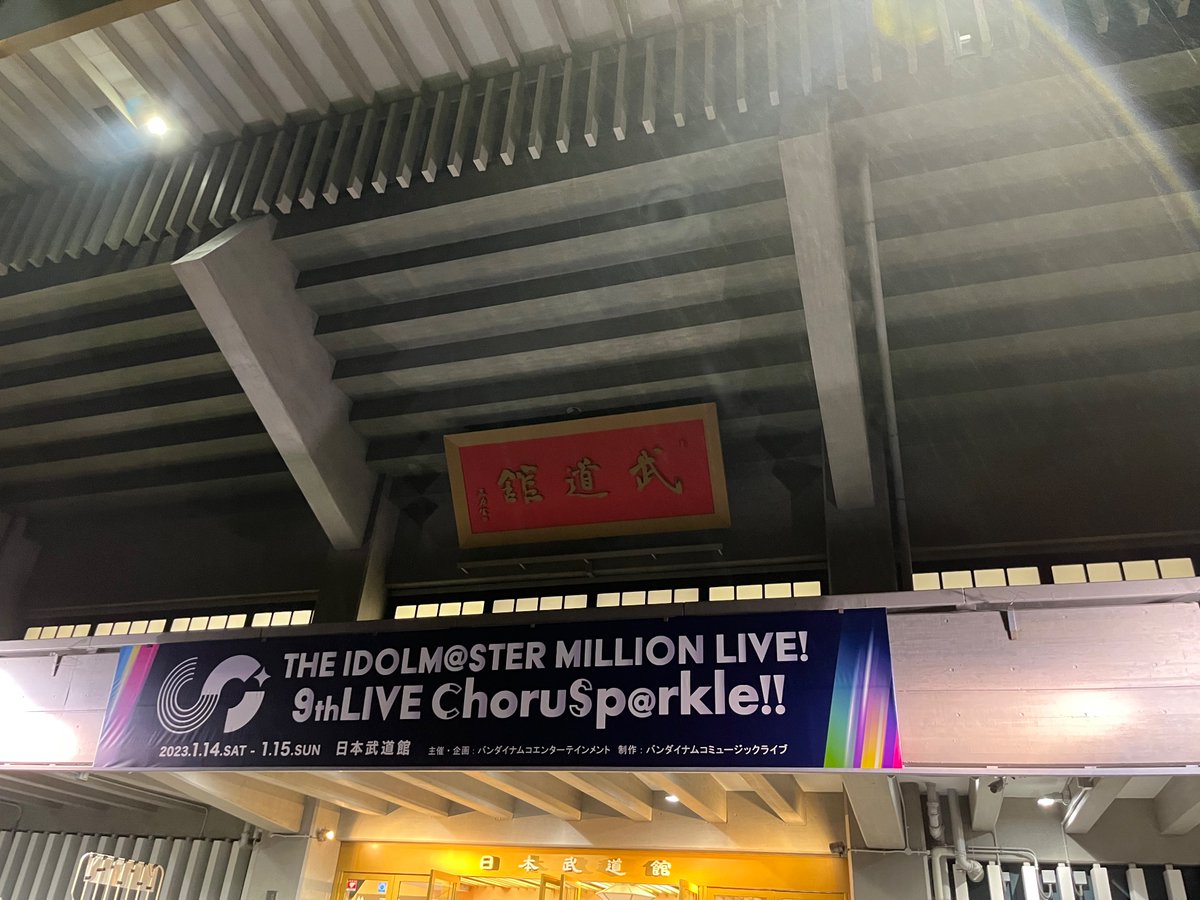 武道館
THE IDOLM@STER MILLION LIVE!
9thLIVE ChoruSp@rkle!!
2023.1.14.SAT - 1.15.SUN 日本武道館 主催・企画:バンダイナムコエンターテインメント 制作:バンダイナムコミュージックライブ
日本武道館